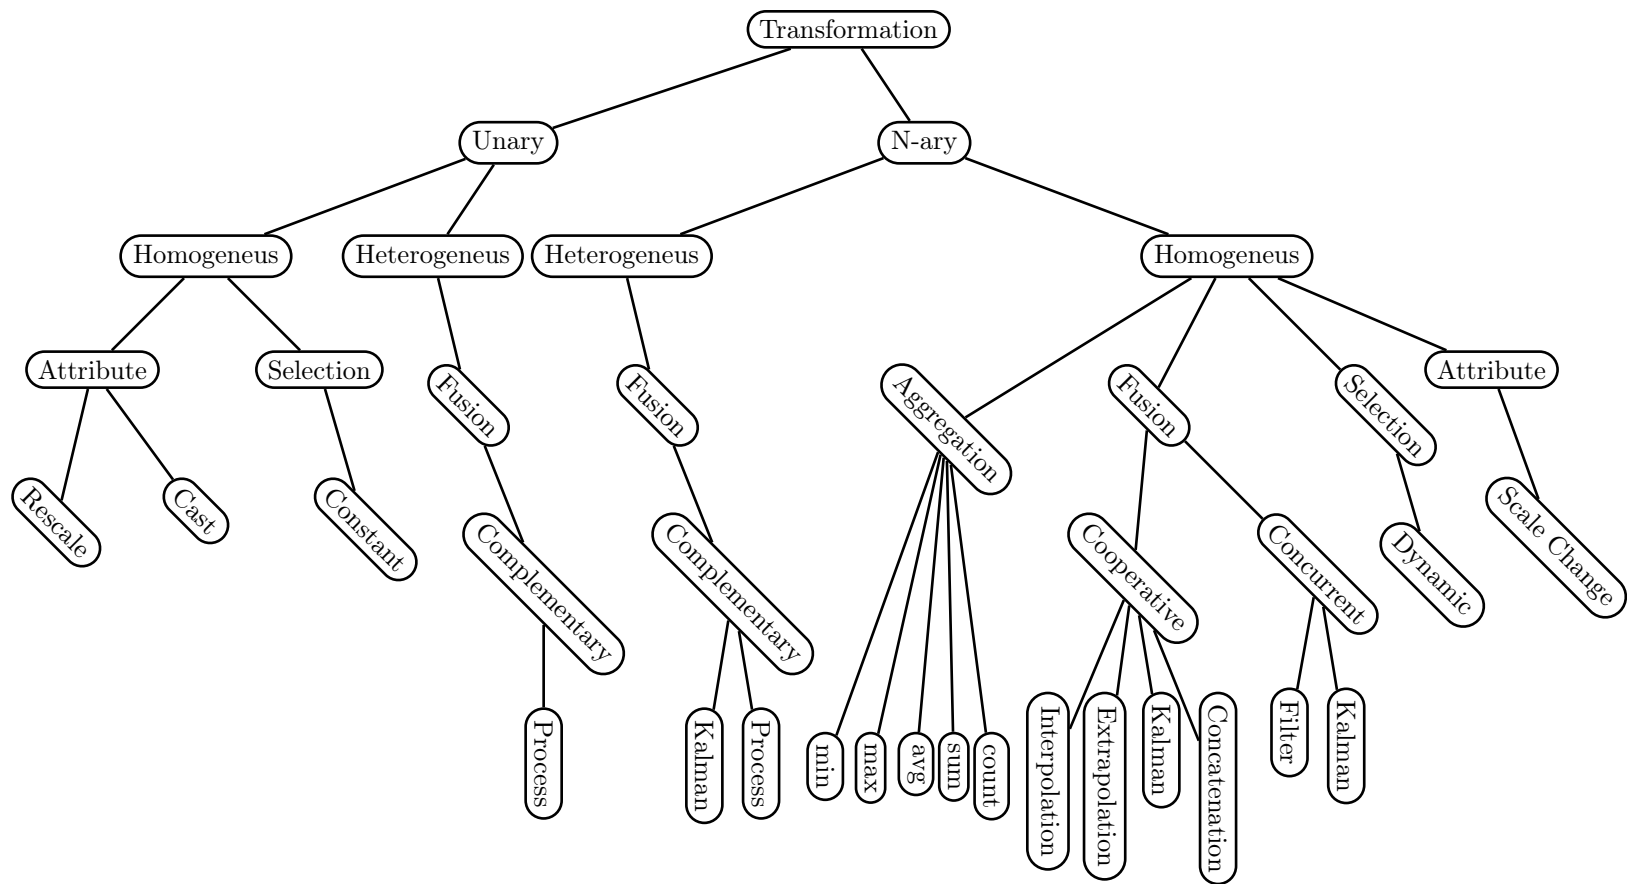 Transformation
Unary
N-ary
Homogeneus
Heterogeneus
Heterogeneus
Homogeneus
Attribute
Selection
Fusion
Fusion
Aggregation
Fusion
Selection
Attribute
Rescale
Cast
Constant
Complementary
Complementary
Cooperative
Concurrent
Dynamic
Scale Change
Process
Kalman
Process
min
max
avg
sum
count
Interpolation
Extrapolation
Kalman
Concatenation
Filter
Kalman